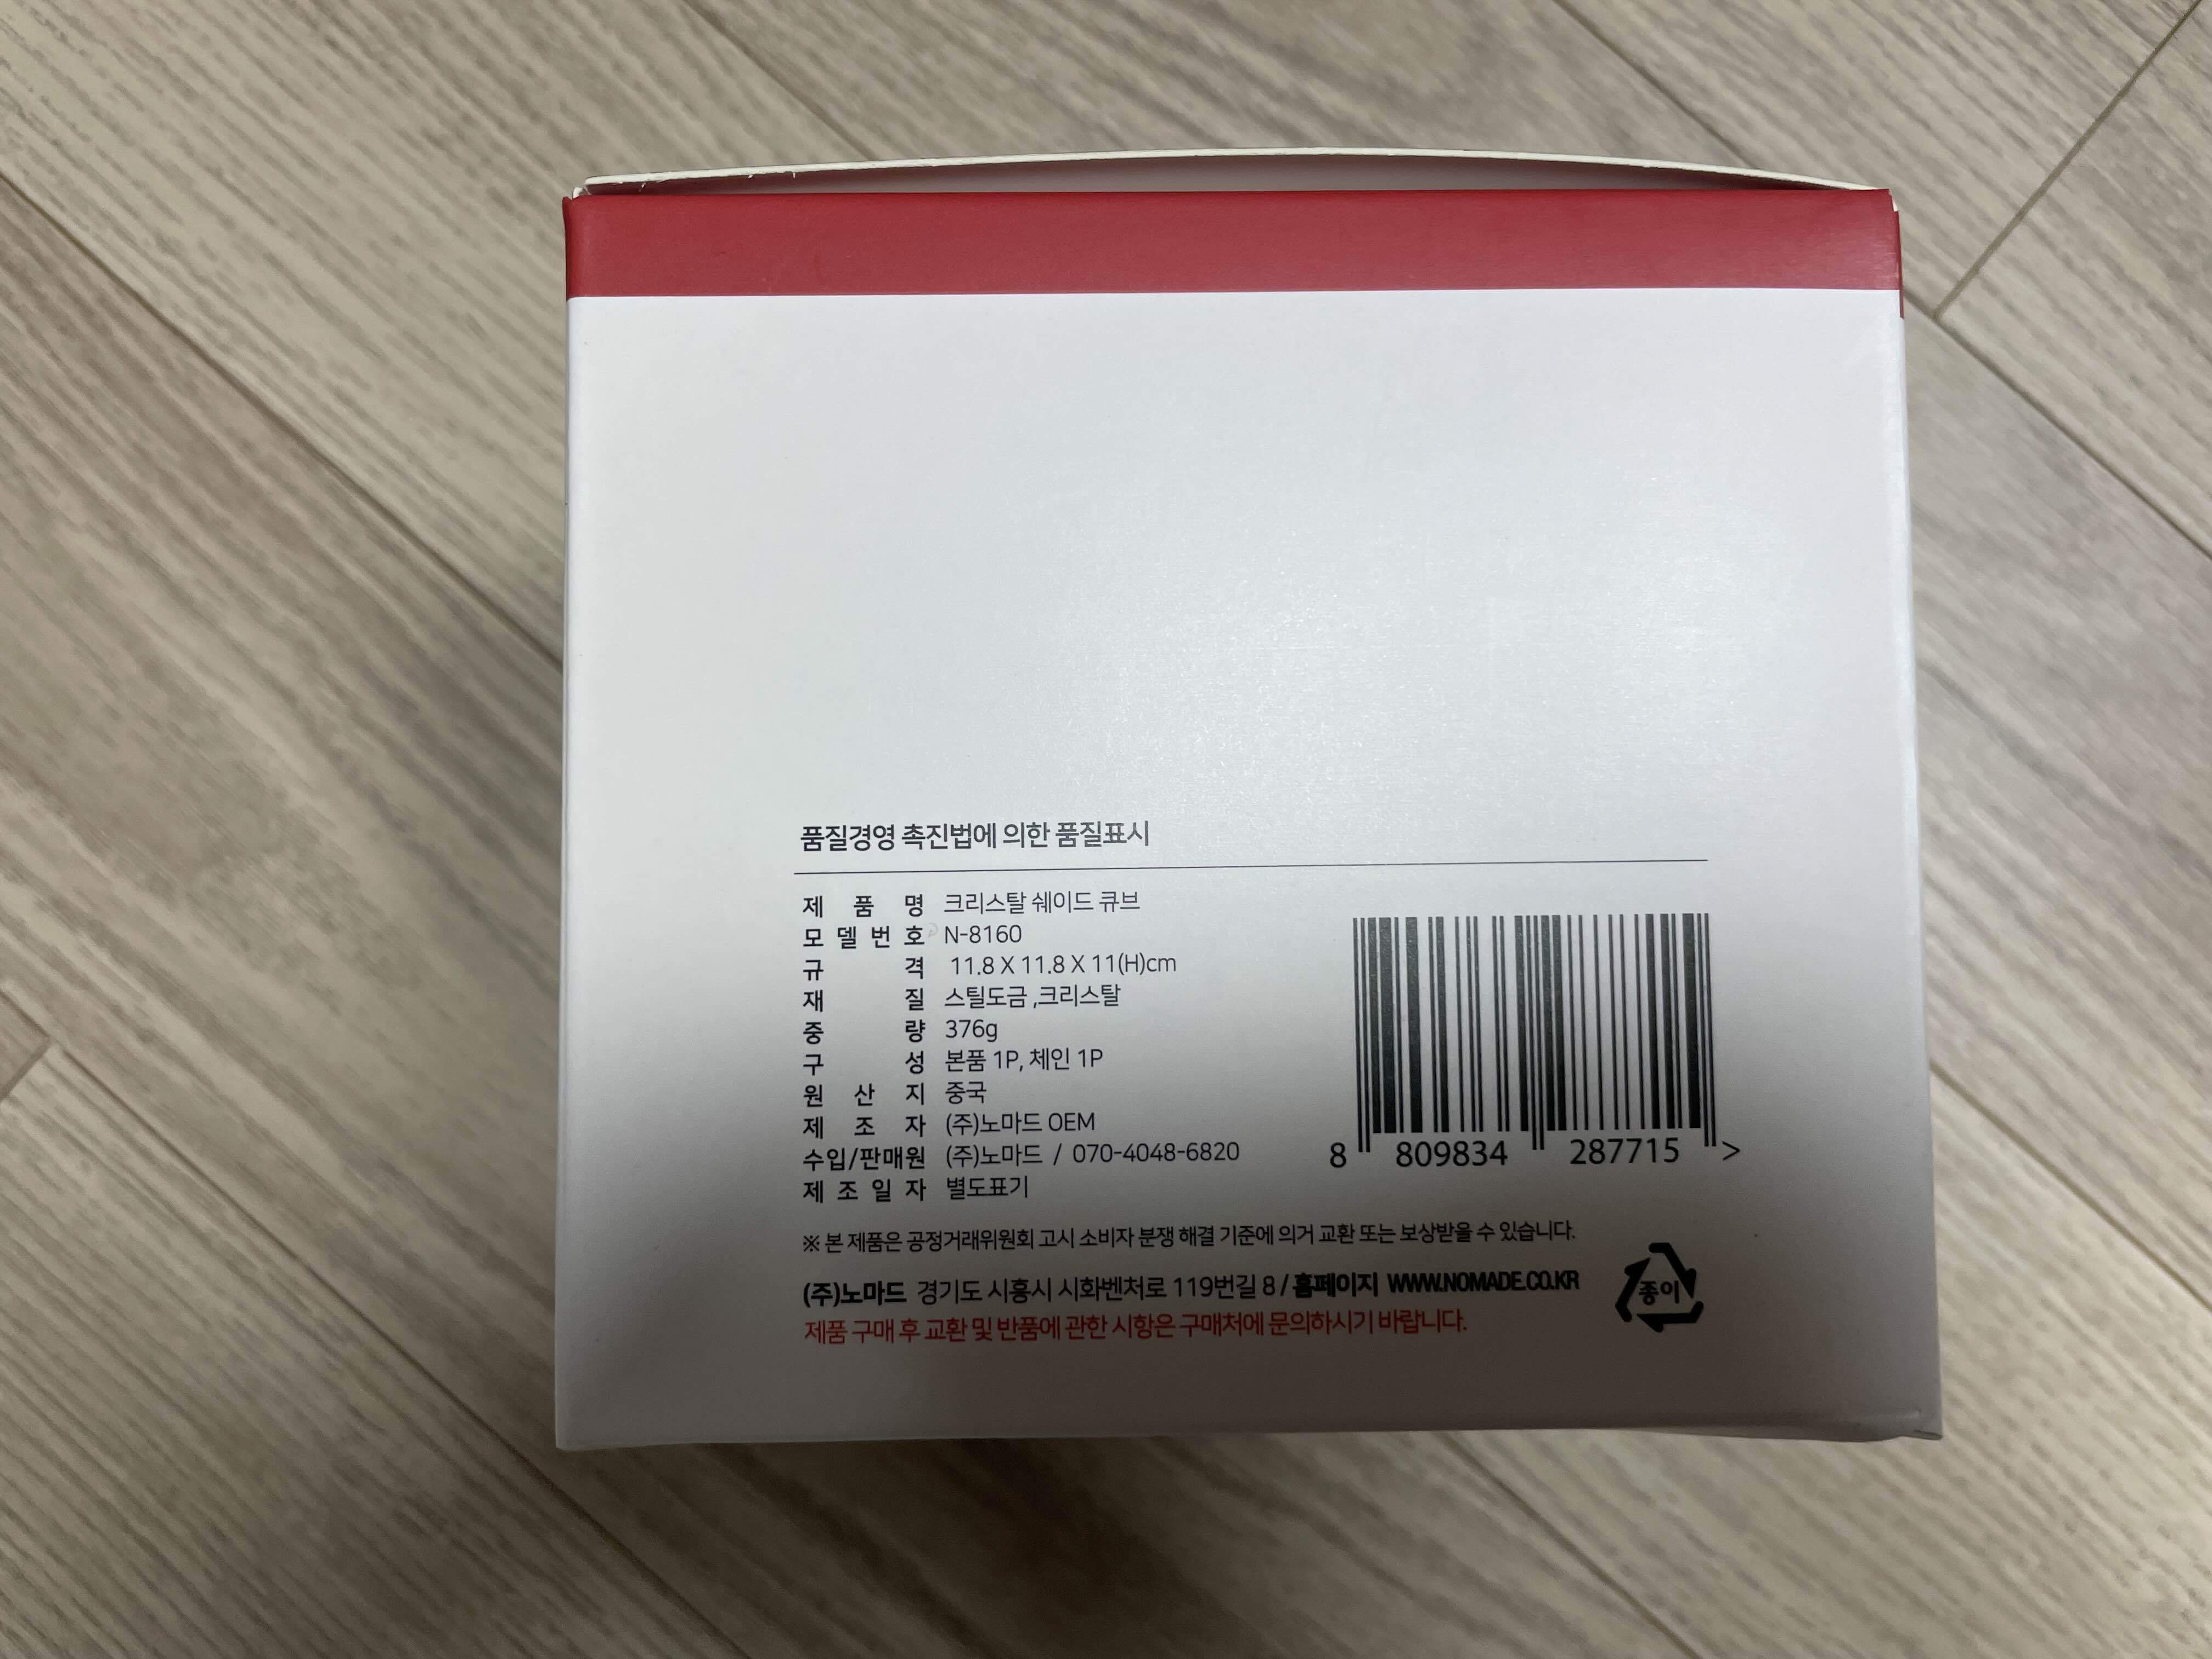 품질경영 촉진법에 의한 품질표시
제 품 명 크리스탈 쉐이드 큐브
모 델 번 호 N-8160
규 격 11.8 X 11.8 X 11(H)cm
재 질 스틸도금 ,크리스탈
중 량 376g
구 성 본품 1P, 체인 1P
원 산 지 중국
제 조 자 (주)노마드 OEM
수입/판매원 (주)노마드 / 070-4048-6820
제 조 일 자 별도표기
8 809834 287715 >
※ 본 제품은 공정거래위원회 고시 소비자 분쟁 해결 기준에 의거 교환 또는 보상받을 수 있습니다.
(주)노마드 경기도 시흥시 시화벤처로 119번길 8 / 홈페이지 WWW.NOMADE.CO.KR
종이
제품 구매 후 교환 및 반품에 관한 시항은 구매처에 문의하시기 바랍니다.